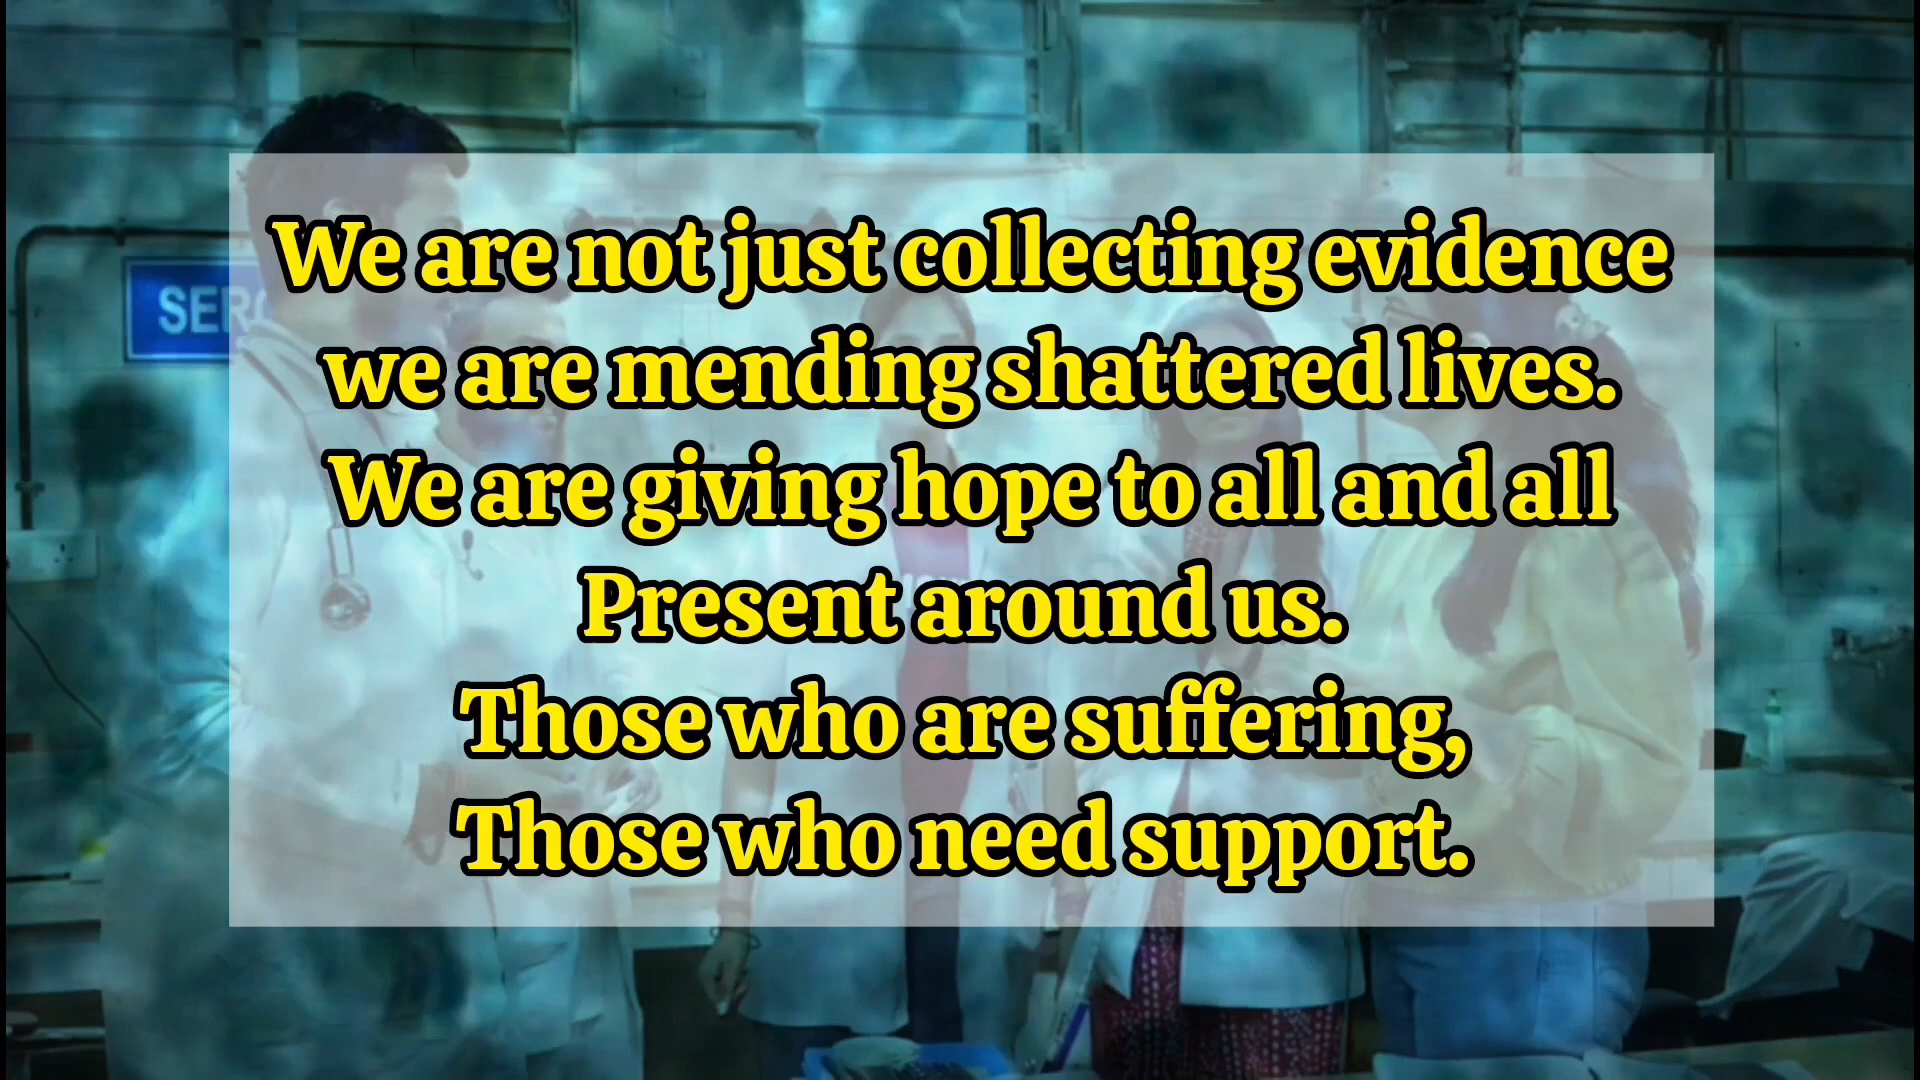 We are not just collecting evidence
we are mending shattered lives.
We are giving hope to all and all
Present around us.
Those who are suffering,
Those who need support.